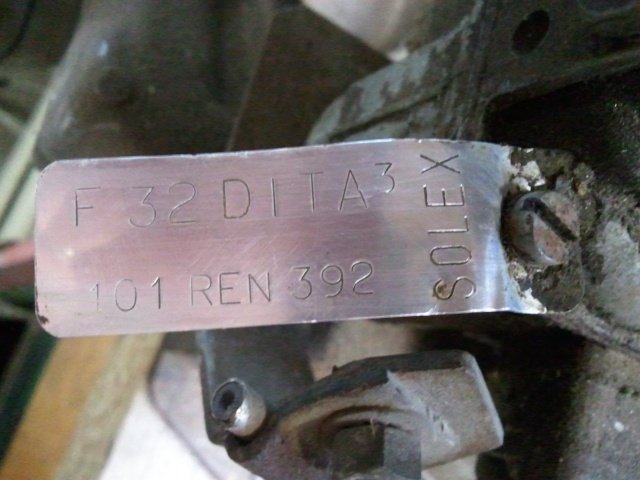 F 32 DITA³
101 REN 392
SOLEX